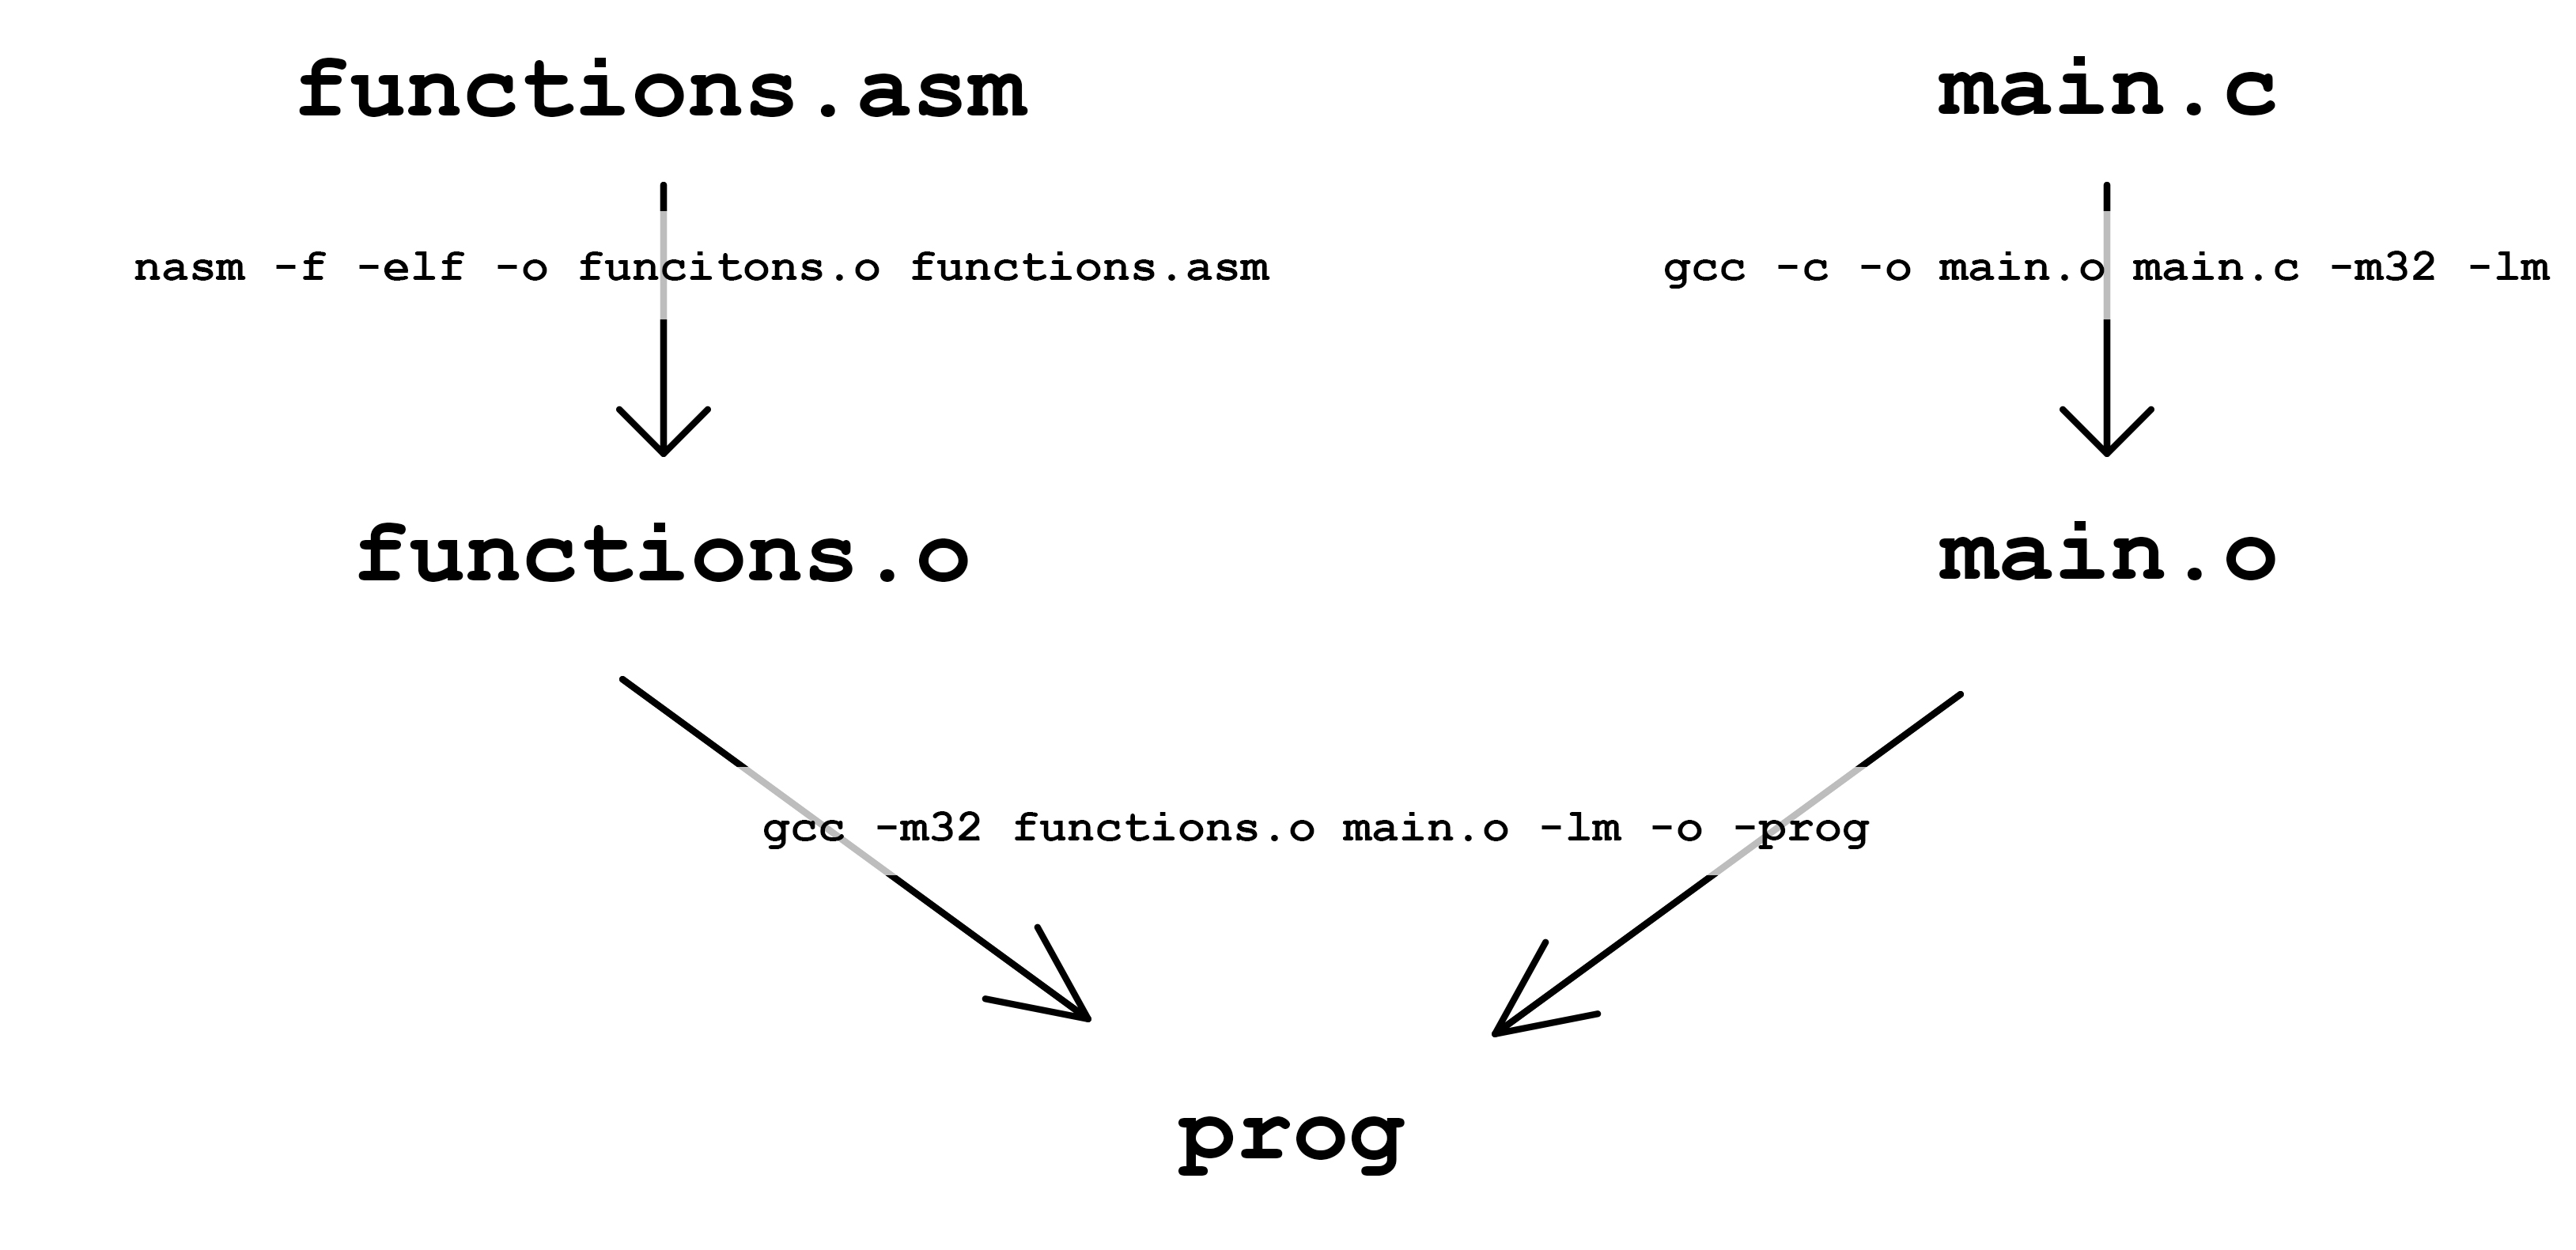 functions.asm
main.c
nasm -f -elf -o funcitons.o functions.asm
gcc -c -o main.o main.c -m32 -lm
functions.o
main.o
gcc -m32 functions.o main.o -lm -o -prog
prog